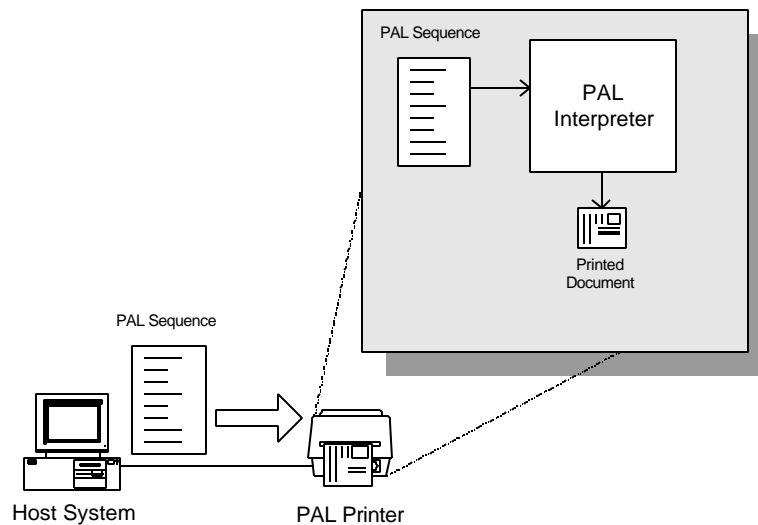 PAL Sequence
PAL
Interpreter
Printed
Document
PAL Sequence
Host System
PAL Printer